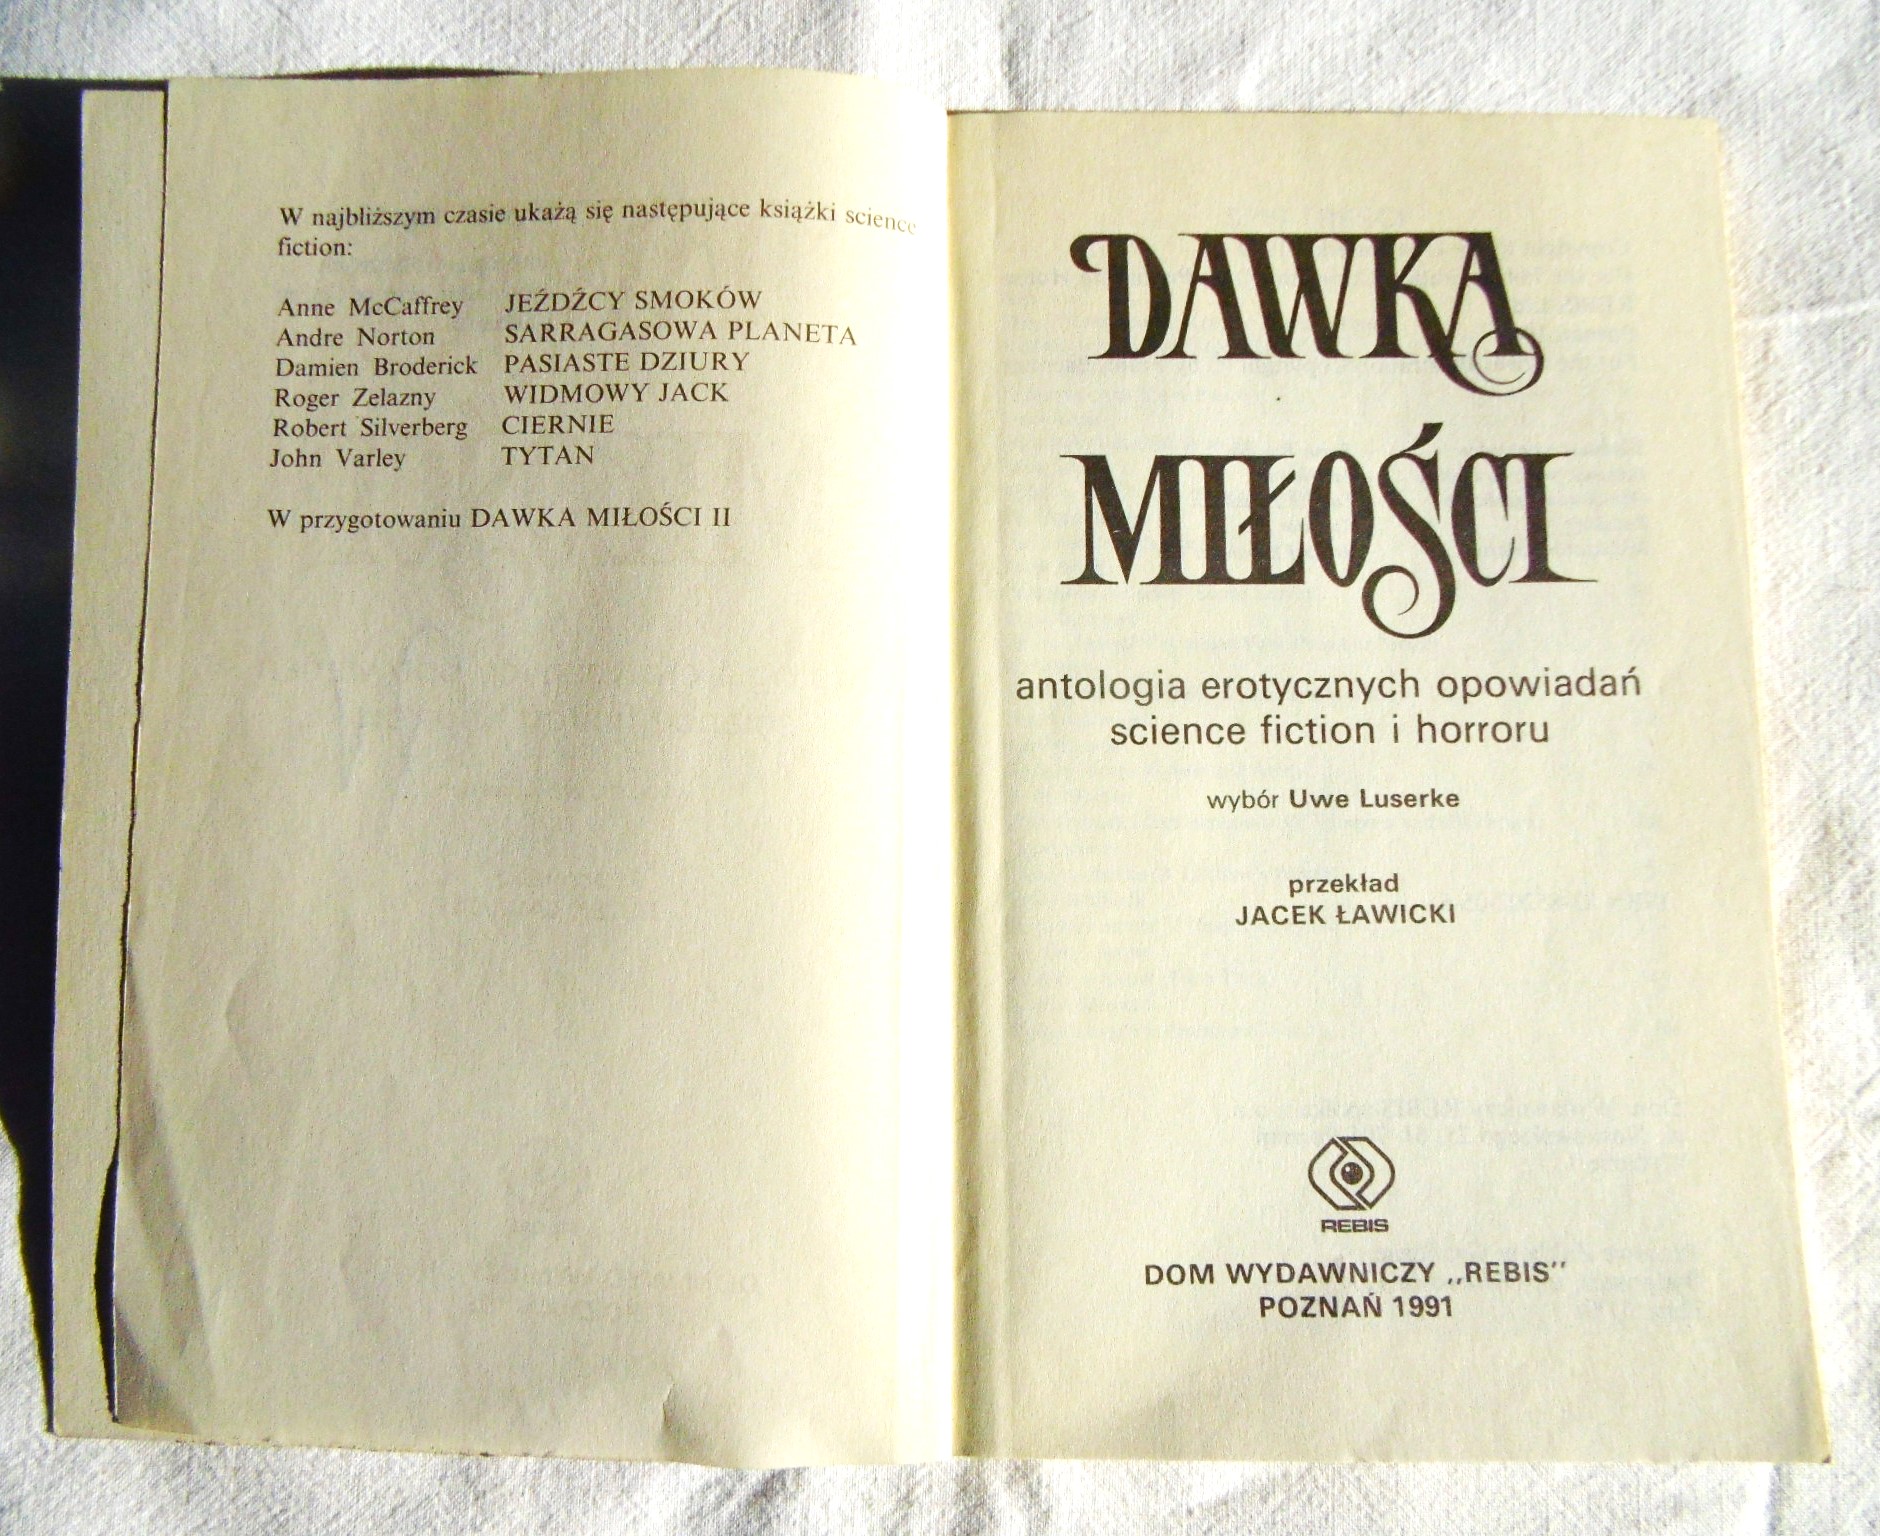 W najbliższym czasie ukażą się następujące książki science
fiction:
Anne McCaffrey JEŹDŹCY SMOKÓW
Andre Norton SARRAGASOWA PLANETA
Damien Broderick PASIASTE DZIURY
Roger Zelazny WIDMOWY JACK
Robert Silverberg CIERNIE
John Varley TYTAN
W przygotowaniu DAWKA MIŁOŚCI II
DAWKA
MIŁOŚCI
antologia erotycznych opowiadań
science fiction i horroru
wybór Uwe Luserke
przekład
JACEK ŁAWICKI
REBIS
DOM WYDAWNICZY „REBIS”
POZNAŃ 1991